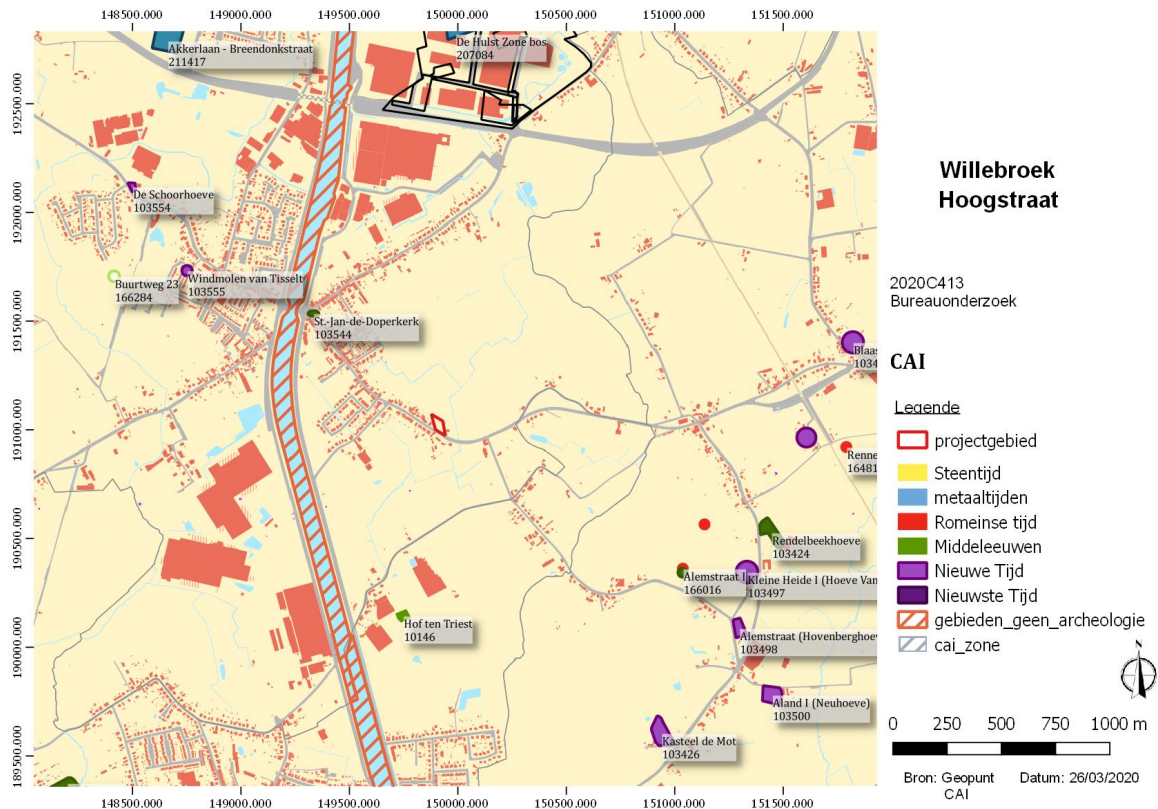 148500.000 149000.000 149500.000 150000.000 150500.000 151000.000 151500.000
192500.000
192000.000
191500.000
191000.000
190500.000
190000.000
189500.000
Akkerlaan - Breendonkstraat
211417
De Hulst Zone bos
207084
De Schoorhoeve
103554
Buurtweg 23
166284
Windmolen van Tisselt
103555
St.-Jan-de-Doperkerk
103544
Blaas
1034
Renne
16481
Rendelbeekhoeve
103424
Alemstraat I
166016
Kleine Heide I (Hoeve Van
103497
Hof ten Triest
10146
Alemstraat (Hovenberghoev
103498
Aland I (Neuhoeve)
103500
Kasteel de Mot
103426
148500.000 149000.000 149500.000 150000.000 150500.000 151000.000 151500.000
Willebroek
Hoogstraat
2020C413
Bureauonderzoek
CAI
Legende
projectgebied
Steentijd
metaaltijden
Romeinse tijd
Middeleeuwen
Nieuwe Tijd
Nieuwste Tijd
gebieden_geen_archeologie
cai_zone
N
0 250 500 750 1000 m
Bron: Geopunt Datum: 26/03/2020
CAI